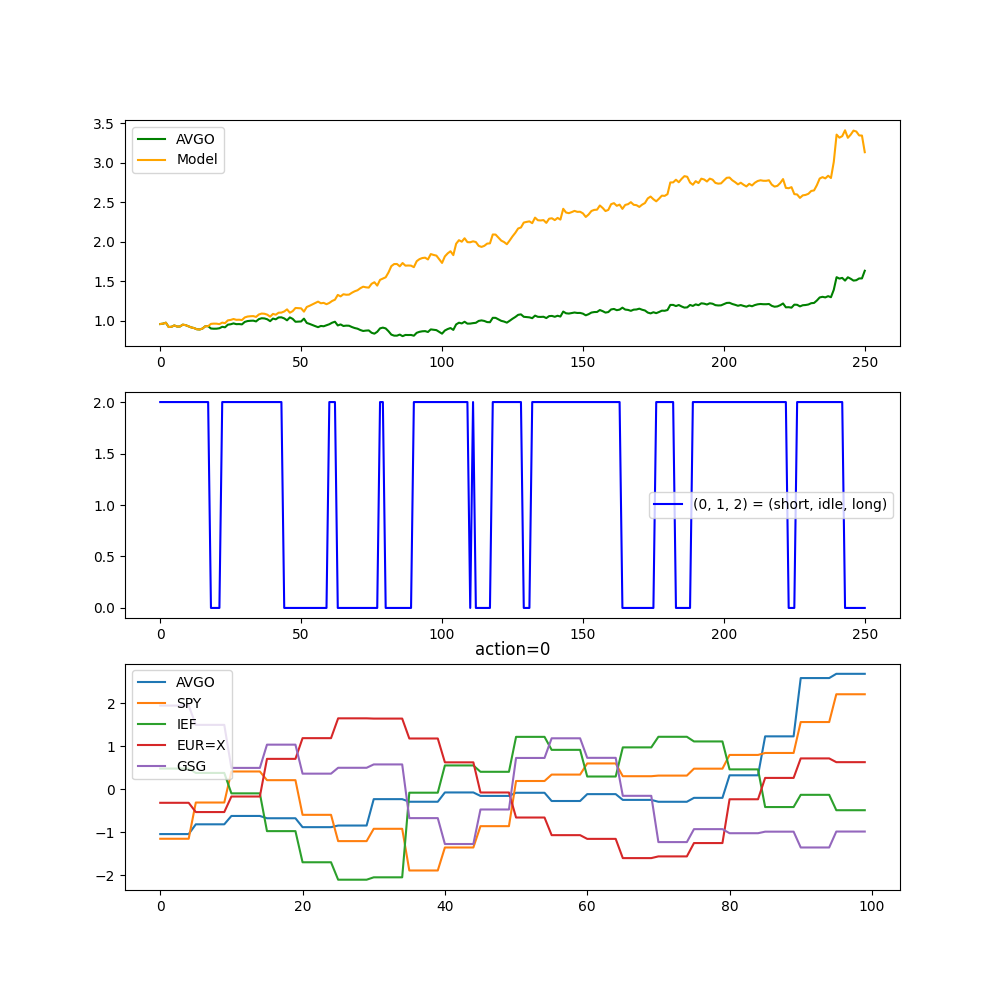 3.5
3.0
2.5
2.0
1.5
1.0
AVGO
Model
0 50 100 150 200 250
2.0
1.5
1.0
0.5
0.0
(0, 1, 2) = (short, idle, long)
0 50 100 150 200 250
action=0
2
1
0
−1
−2
AVGO
SPY
IEF
EUR=X
GSG
0 20 40 60 80 100